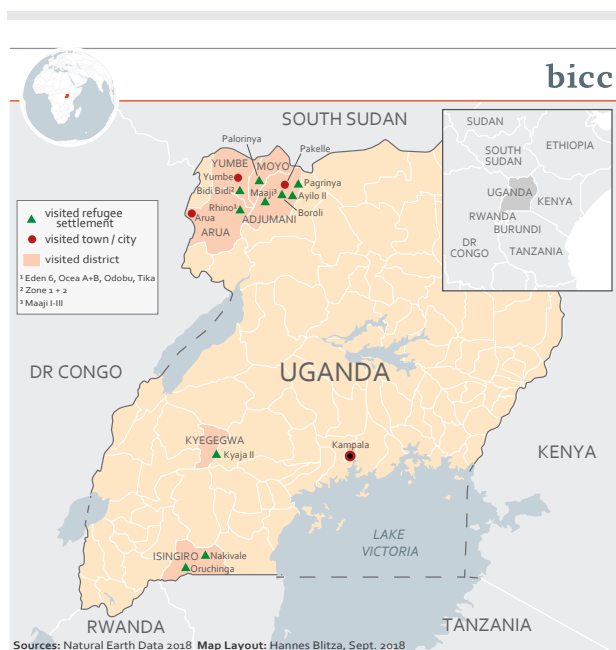 bicc
SOUTH SUDAN
SUDAN
SOUTH
SUDAN
ETHIOPIA
UGANDA
KENYA
RWANDA
BURUNDI
DR
CONGO
TANZANIA
Palorinya
Pakelle
YUMBE
MOYO
Yumbe
Pagrinya
Bidi Bidi²
Maaji³
Ayilo II
Rhino¹
Boroli
Arua
ADJUMANI
ARUA
visited refugee
settlement
visited town / city
visited district
¹ Eden 6, Ocea A+B, Odobu, Tika
² Zone 1 + 2
³ Maaji I-III
DR CONGO
UGANDA
KYEGEGWA
Kyaja II
Kampala
KENYA
LAKE
VICTORIA
ISINGIRO
Nakivale
Oruchinga
RWANDA
TANZANIA
Sources: Natural Earth Data 2018 Map Layout: Hannes Blitza, Sept. 2018